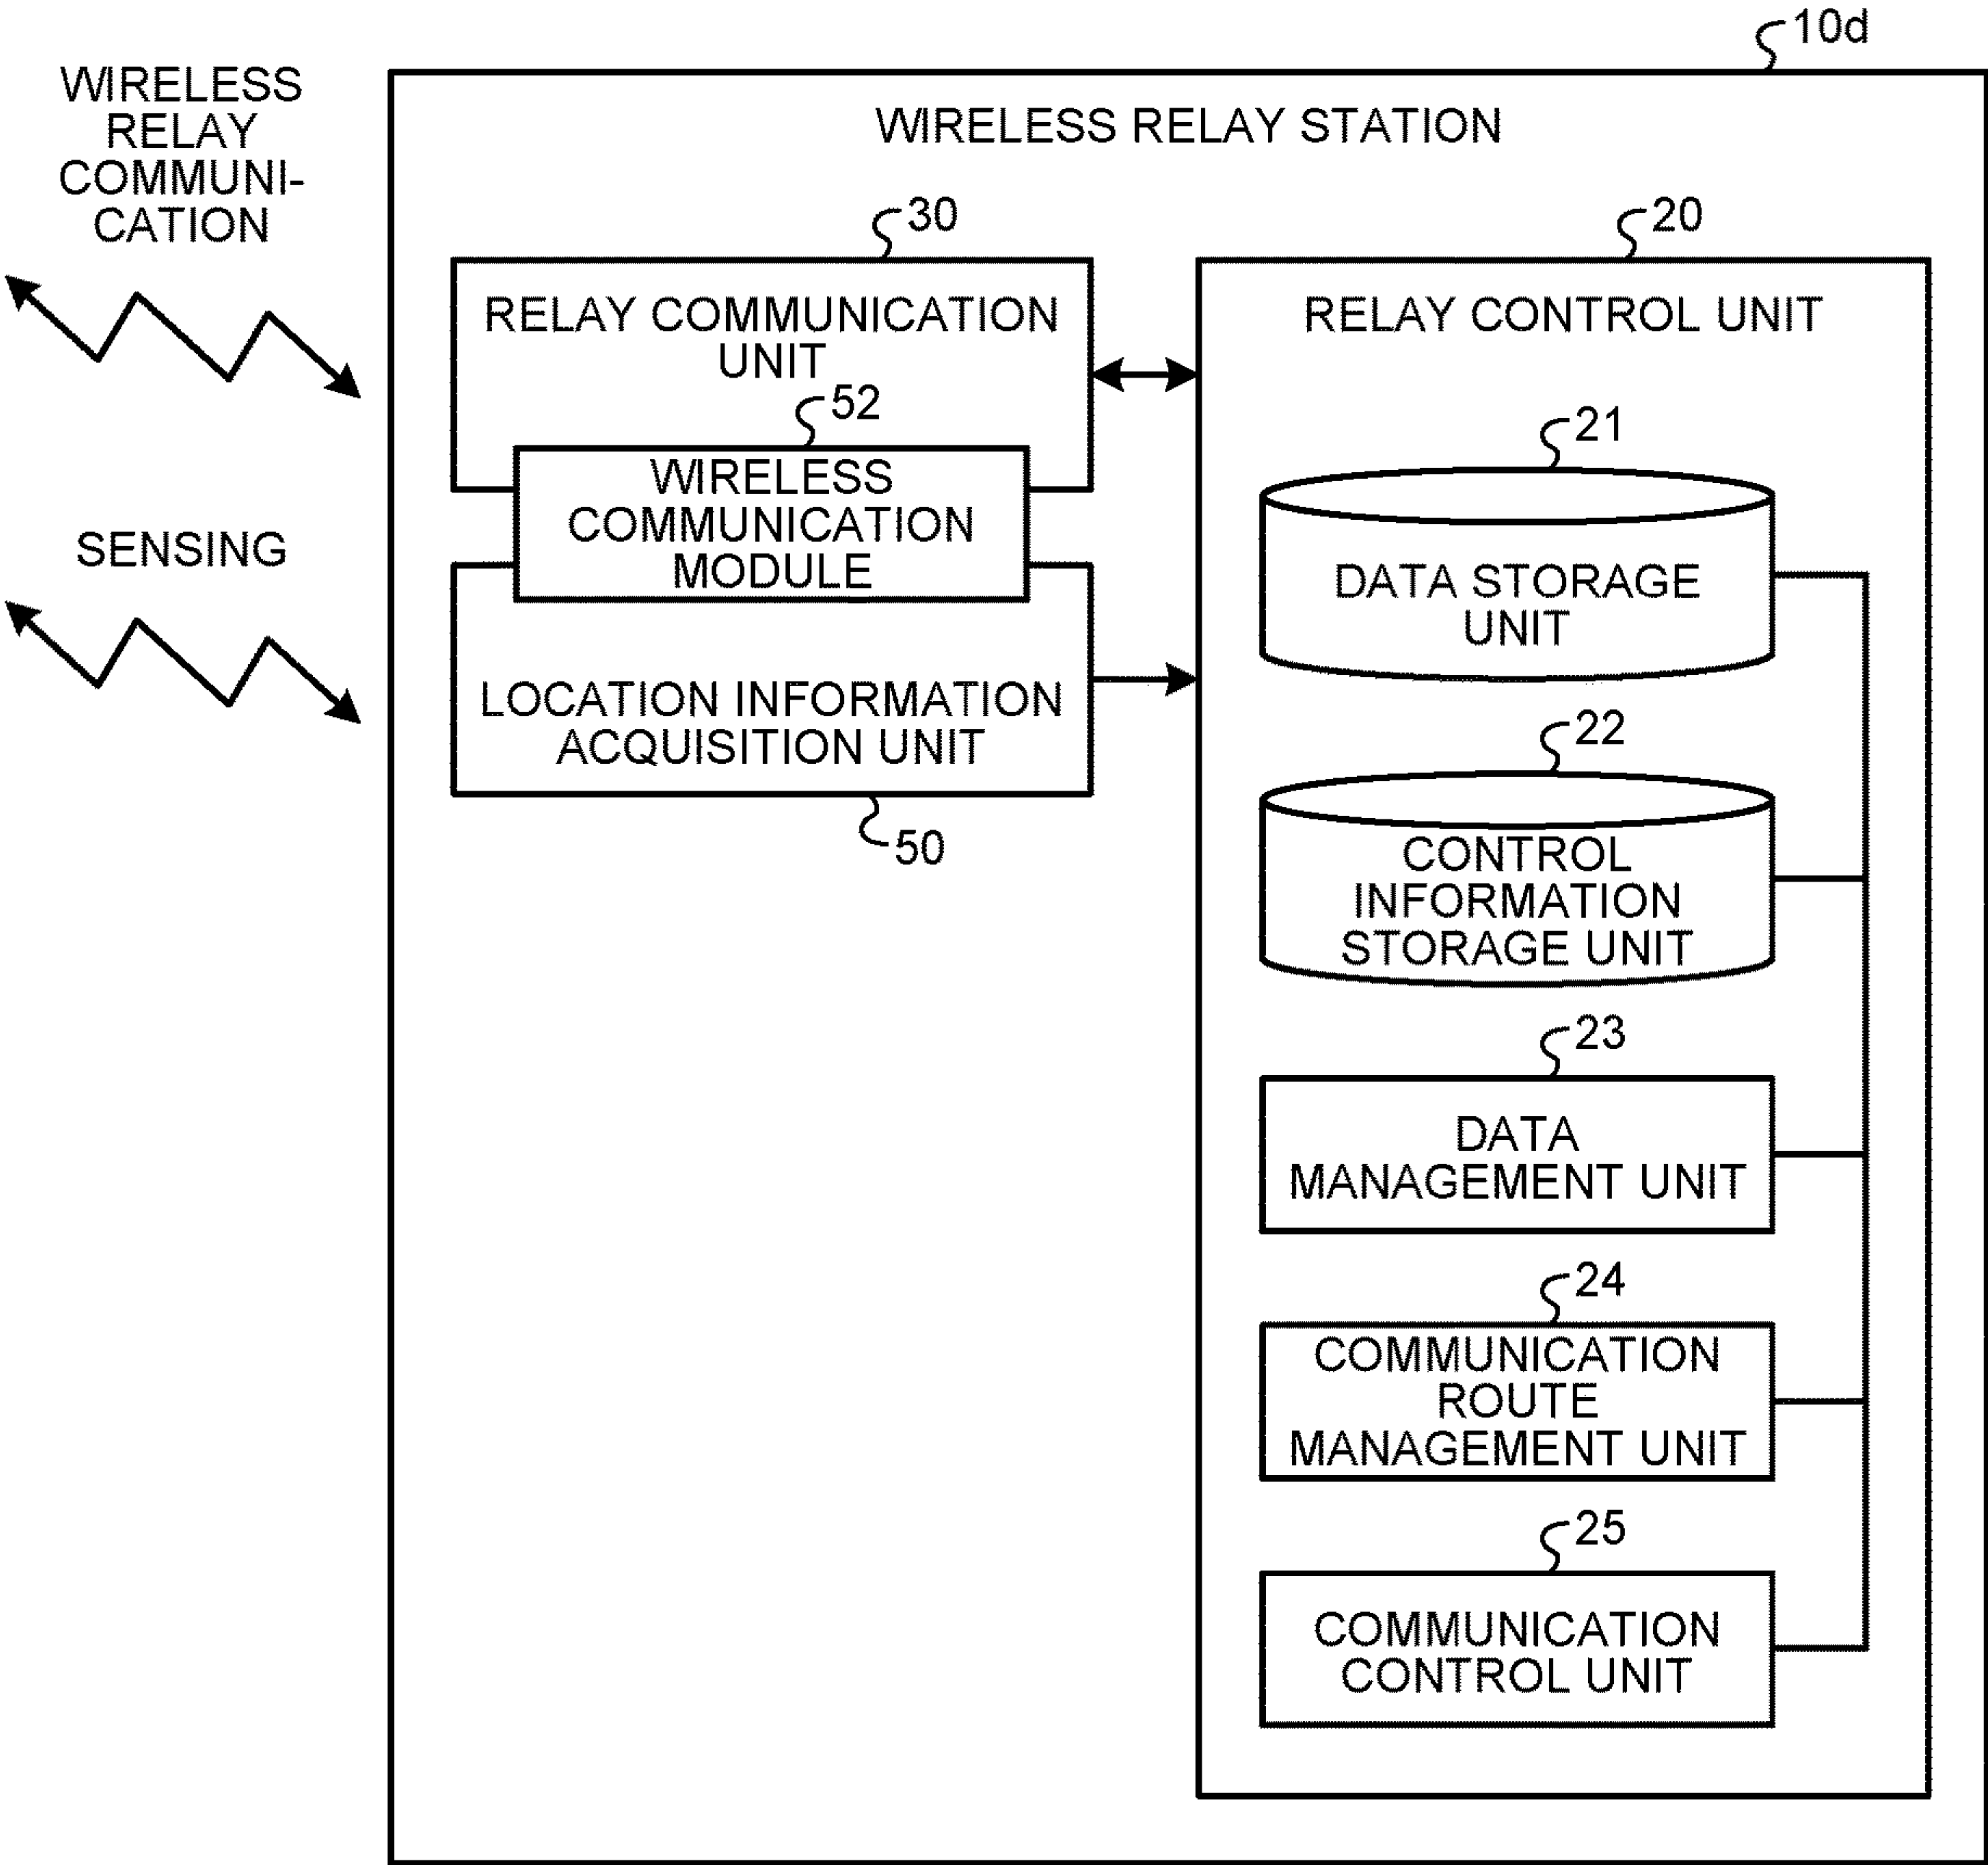 10d
WIRELESS
RELAY
COMMUNI-
CATION
WIRELESS RELAY STATION
30
RELAY COMMUNICATION
UNIT
52
WIRELESS
COMMUNICATION
MODULE
SENSING
LOCATION INFORMATION
ACQUISITION UNIT
50
20
RELAY CONTROL UNIT
21
DATA STORAGE
UNIT
22
CONTROL
INFORMATION
STORAGE UNIT
23
DATA
MANAGEMENT UNIT
24
COMMUNICATION
ROUTE
MANAGEMENT UNIT
25
COMMUNICATION
CONTROL UNIT